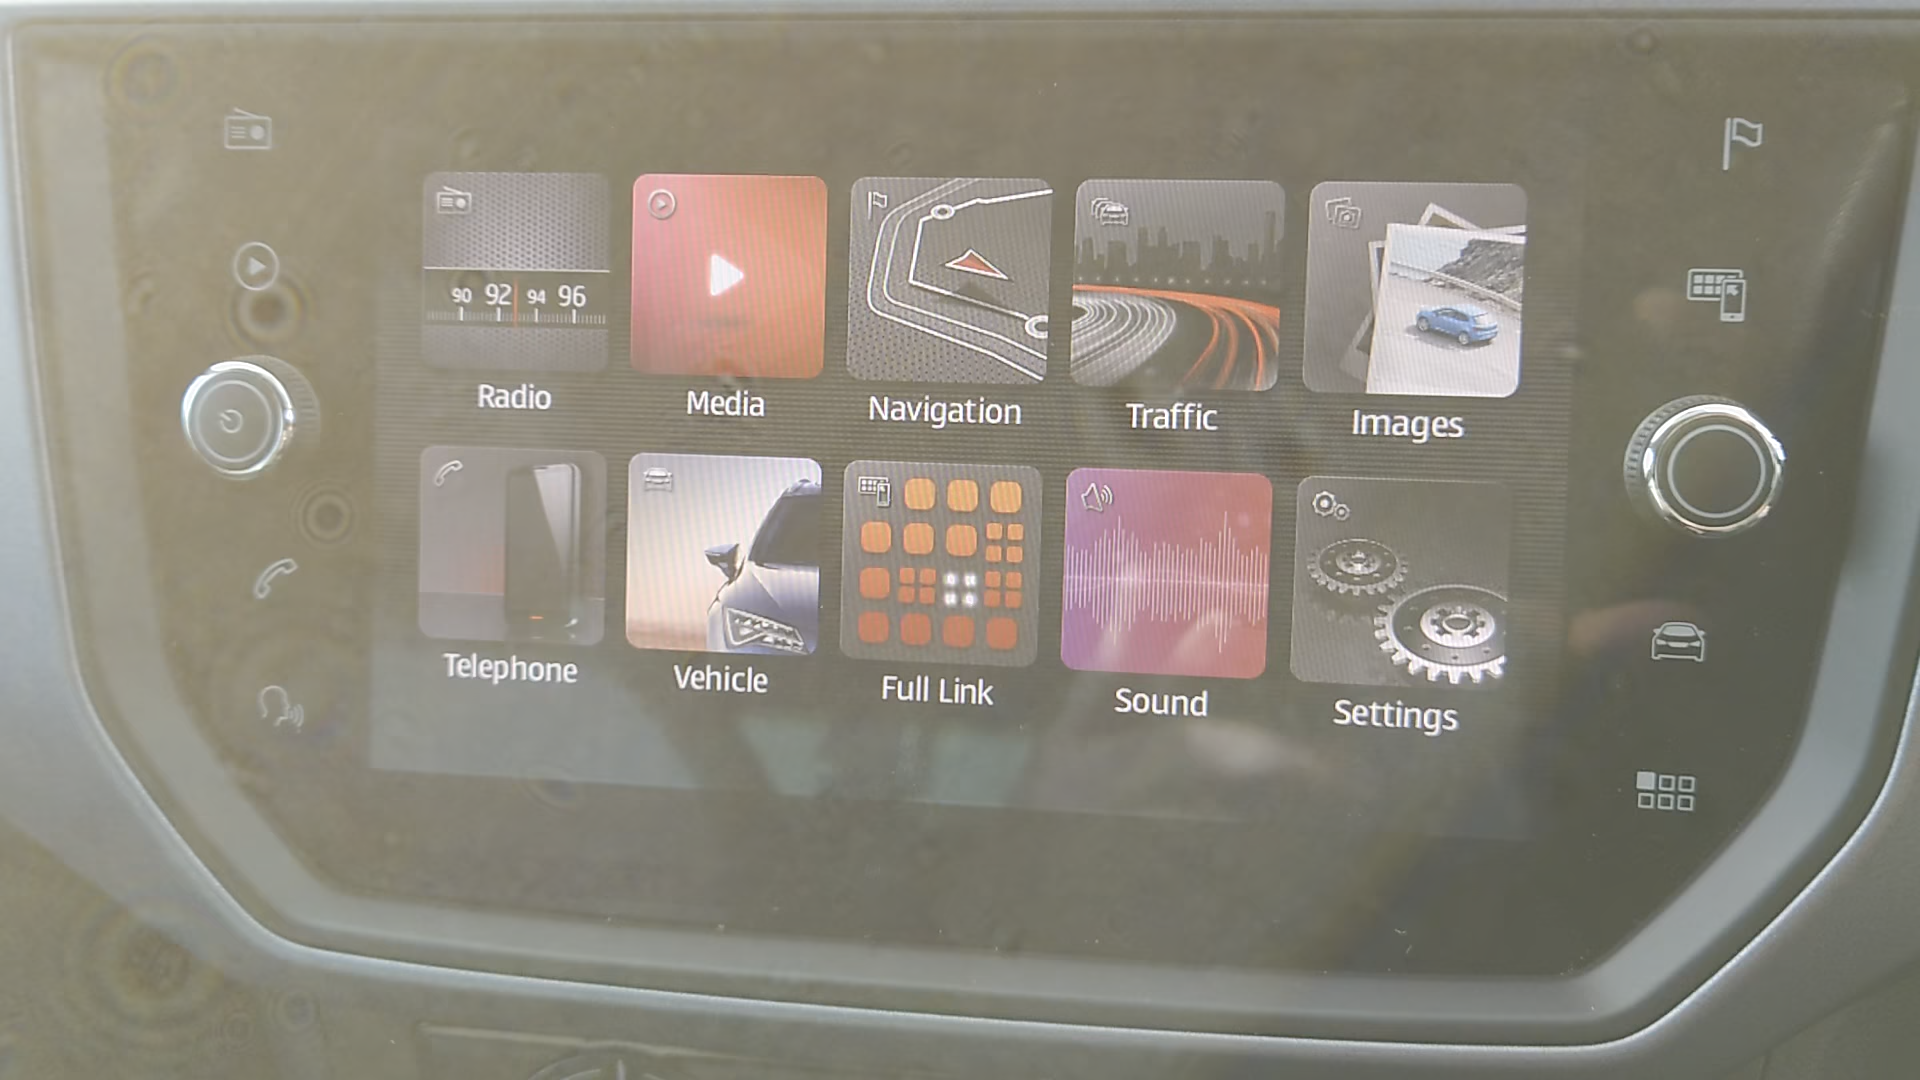 90 92 94 96
Radio
Media
Navigation
Traffic
Images
Telephone
Vehicle
Full Link
Sound
Settings